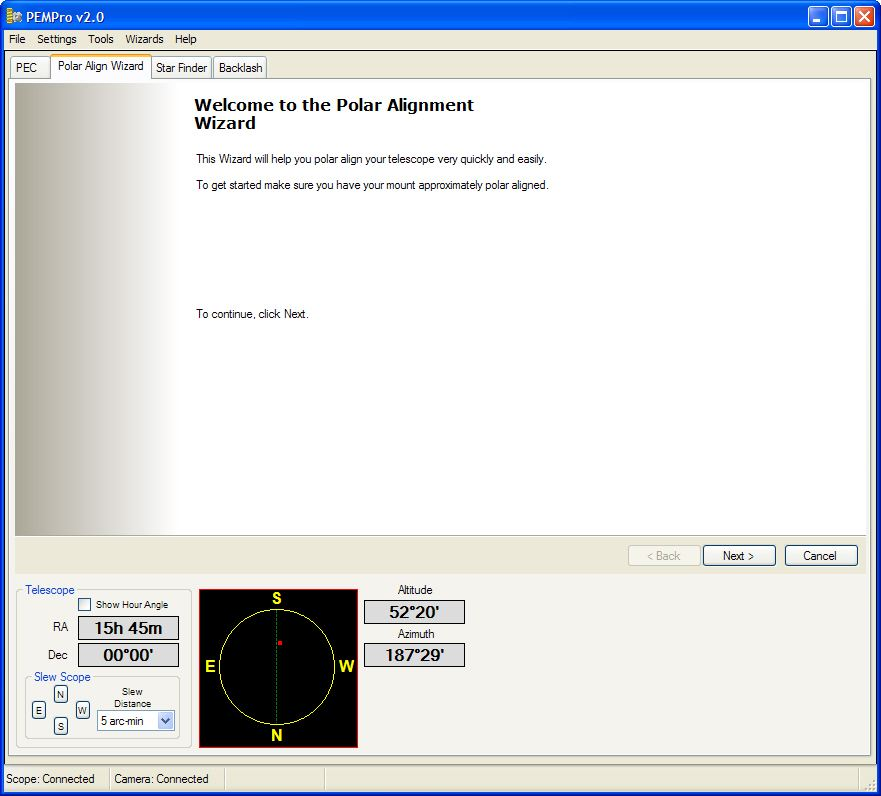 PEMPro v2.0
File Settings Tools Wizards Help
PEC Polar Align Wizard Star Finder Backlash
Welcome to the Polar Alignment
Wizard
This Wizard will help you polar align your telescope very quickly and easily.
To get started make sure you have your mount approximately polar aligned.
To continue, click Next.
< Back Next > Cancel
Telescope
Show Hour Angle
RA 15h 45m
Dec 00°00'
Slew Scope
N
E W
S
Slew
Distance
5 arc-min
S
E W
N
Altitude
52°20'
Azimuth
187°29'
Scope: Connected Camera: Connected